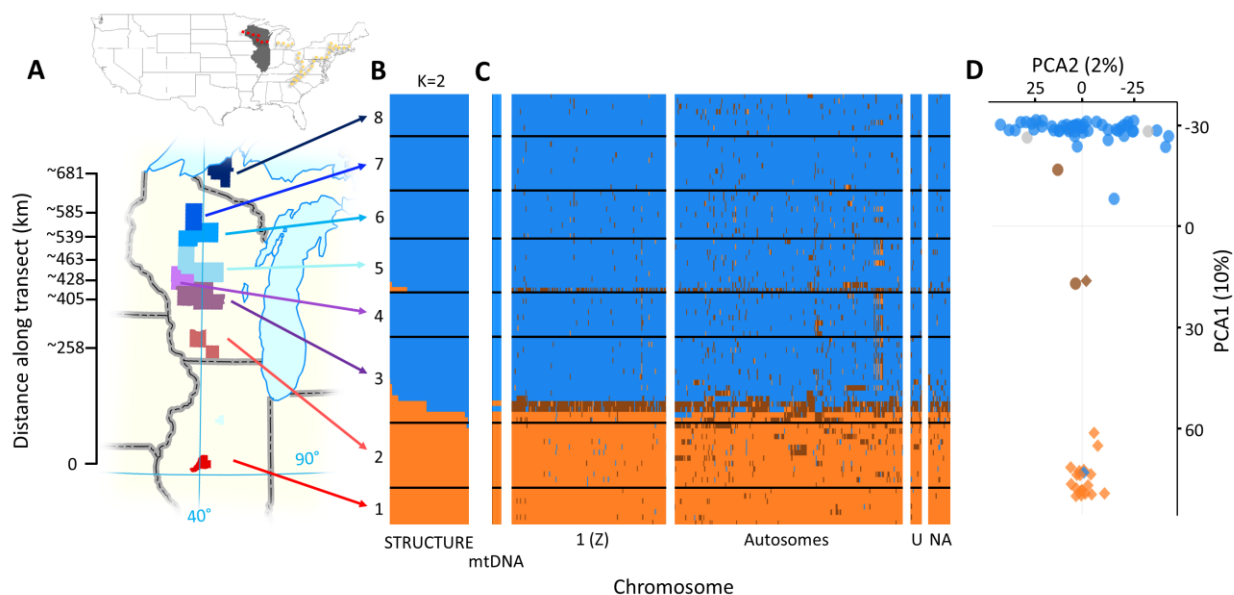 A
B
C
D
K=2
PCA2 (2%)
25
0
-25
8
7
6
5
4
3
2
1
Distance along transect (km)
~681
~585
~539
~463
~428
~405
~258
0
90°
40°
-30
0
30
60
PCA1 (10%)
STRUCTURE
mtDNA
1 (Z)
Autosomes
U
NA
Chromosome